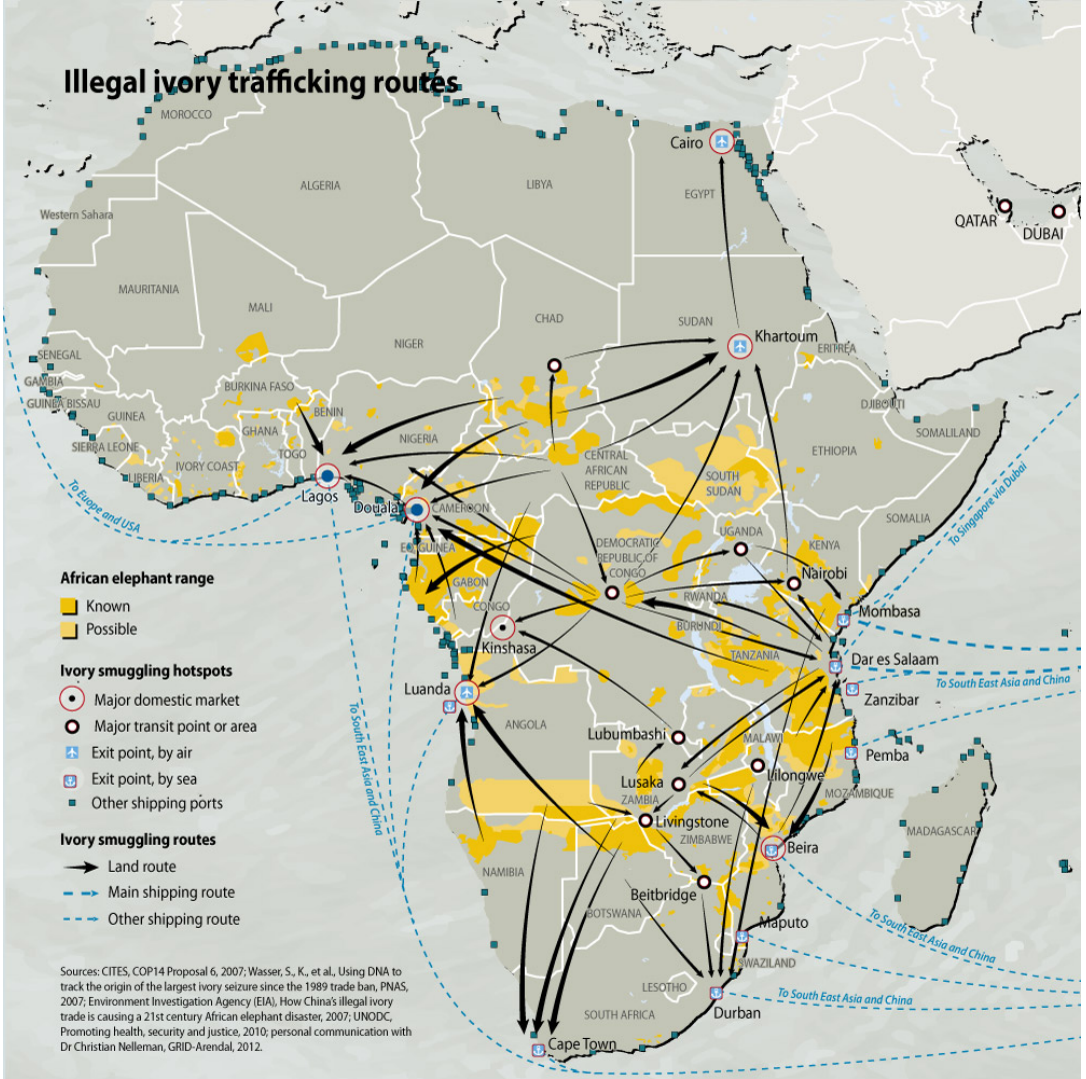 Illegal ivory trafficking routes
MOROCCO
Cairo
ALGERIA
LIBYA
EGYPT
Western Sahara
QATAR
DUBAI
MAURITANIA
MALI
NIGER
CHAD
SUDAN
Khartoum
ERITREA
SENEGAL
GAMBIA
GUINEA BISSAU
GUINEA
BURKINA FASO
BENIN
DJIBOUTI
SOMALILAND
SIERRA LEONE
GHANA
TOGO
NIGERIA
IVORY COAST
LIBERIA
CENTRAL
AFRICAN
REPUBLIC
SOUTH
SUDAN
ETHIOPIA
Lagos
Douala
CAMEROON
To Euope and USA
To Singapore via Dubai
SOMALIA
EQ. GUINEA
DEMOCRATIC
REPUBLIC OF
CONGO
UGANDA
KENYA
GABON
Nairobi
CONGO
RWANDA
Mombasa
BURUNDI
Kinshasa
TANZANIA
Dar es Salaam
To South East Asia and China
Luanda
Zanzibar
ANGOLA
Lubumbashi
MALAWI
Pemba
To South East Asia and China
Lusaka
Lilongwe
ZAMBIA
MOZAMBIQUE
Livingstone
MADAGASCAR
ZIMBABWE
Beira
NAMIBIA
Beitbridge
BOTSWANA
Maputo
To South East Asia and China
SWAZILAND
LESOTHO
To South East Asia and China
Durban
SOUTH AFRICA
Cape Town
African elephant range
Known
Possible
Ivory smuggling hotspots
Major domestic market
Major transit point or area
Exit point, by air
Exit point, by sea
Other shipping ports
Ivory smuggling routes
Land route
Main shipping route
Other shipping route
Sources: CITES, COP14 Proposal 6, 2007; Wasser, S., K., et al., Using DNA to
track the origin of the largest ivory seizure since the 1989 trade ban, PNAS,
2007; Environment Investigation Agency (EIA), How China's illegal ivory
trade is causing a 21st century African elephant disaster, 2007; UNODC,
Promoting health, security and justice, 2010; personal communication with
Dr Christian Nelleman, GRID-Arendal, 2012.